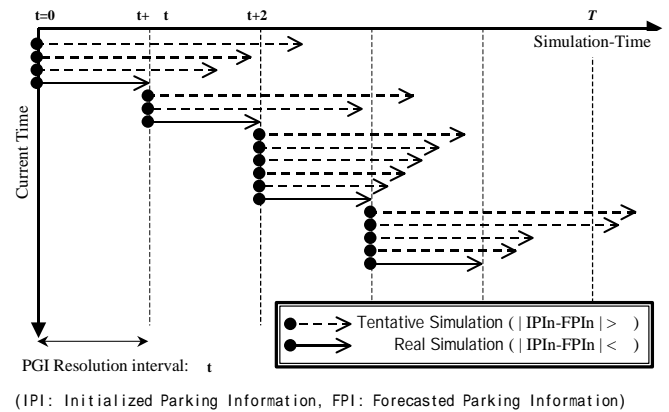 t=0 t+ t t+2 T
Simulation-Time
Current Time
Tentative Simulation ( | IPIn-FPIn | > )
Real Simulation ( | IPIn-FPIn | < )
PGI Resolution interval: t
(IPI: Initialized Parking Information, FPI: Forecasted Parking Information)